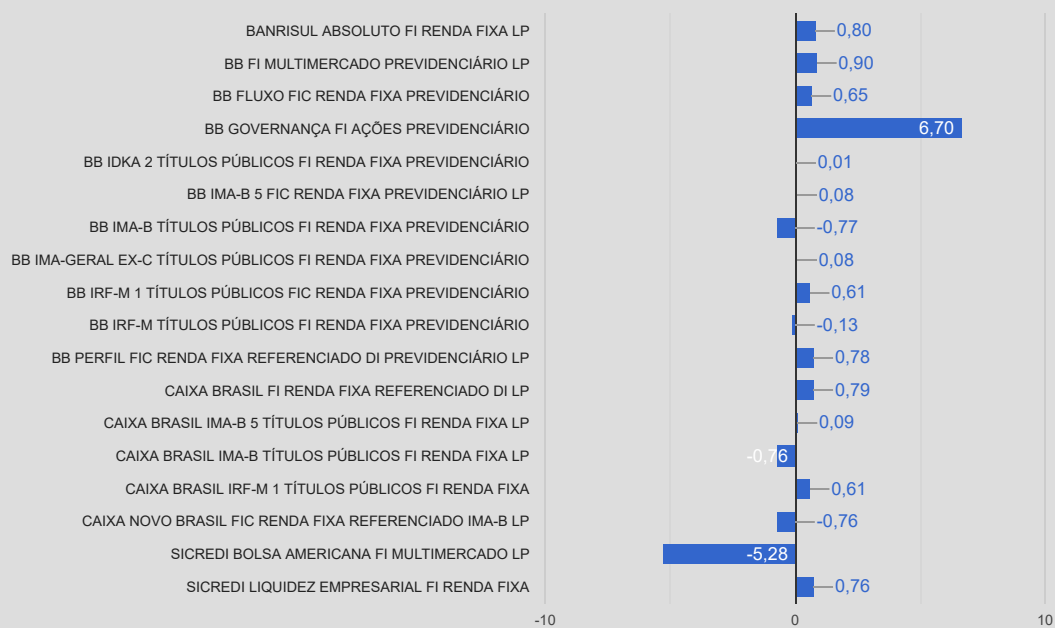 BANRISUL ABSOLUTO FI RENDA FIXA LP 0,80
BB FI MULTIMERCADO PREVIDENCIÁRIO LP 0,90
BB FLUXO FIC RENDA FIXA PREVIDENCIÁRIO 0,65
BB GOVERNANÇA FI AÇÕES PREVIDENCIÁRIO 6,70
BB IDKA 2 TÍTULOS PÚBLICOS FI RENDA FIXA PREVIDENCIÁRIO 0,01
BB IMA-B 5 FIC RENDA FIXA PREVIDENCIÁRIO LP 0,08
BB IMA-B TÍTULOS PÚBLICOS FI RENDA FIXA PREVIDENCIÁRIO -0,77
BB IMA-GERAL EX-C TÍTULOS PÚBLICOS FI RENDA FIXA PREVIDENCIÁRIO 0,08
BB IRF-M 1 TÍTULOS PÚBLICOS FIC RENDA FIXA PREVIDENCIÁRIO 0,61
BB IRF-M TÍTULOS PÚBLICOS FI RENDA FIXA PREVIDENCIÁRIO -0,13
BB PERFIL FIC RENDA FIXA REFERENCIADO DI PREVIDENCIÁRIO LP 0,78
CAIXA BRASIL FI RENDA FIXA REFERENCIADO DI LP 0,79
CAIXA BRASIL IMA-B 5 TÍTULOS PÚBLICOS FI RENDA FIXA LP 0,09
CAIXA BRASIL IMA-B TÍTULOS PÚBLICOS FI RENDA FIXA LP -0,76
CAIXA BRASIL IRF-M 1 TÍTULOS PÚBLICOS FI RENDA FIXA 0,61
CAIXA NOVO BRASIL FIC RENDA FIXA REFERENCIADO IMA-B LP -0,76
SICREDI BOLSA AMERICANA FI MULTIMERCADO LP -5,28
SICREDI LIQUIDEZ EMPRESARIAL FI RENDA FIXA 0,76
-10 0 10